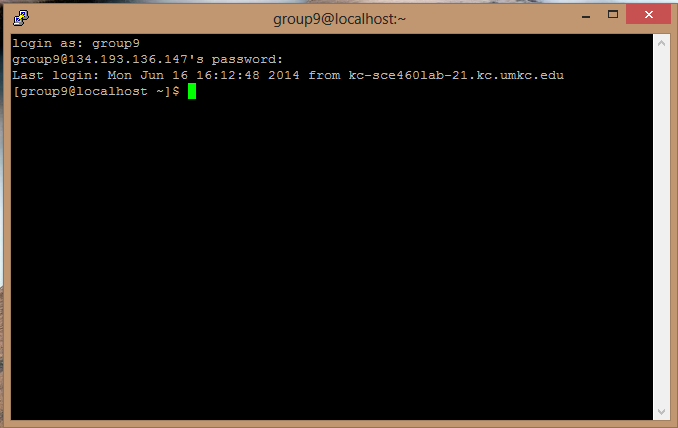 group9@localhost:~
login as: group9
group9@134.193.136.147's password:
Last login: Mon Jun 16 16:12:48 2014 from kc-sce460lab-21.kc.umkc.edu
[group9@localhost ~]$